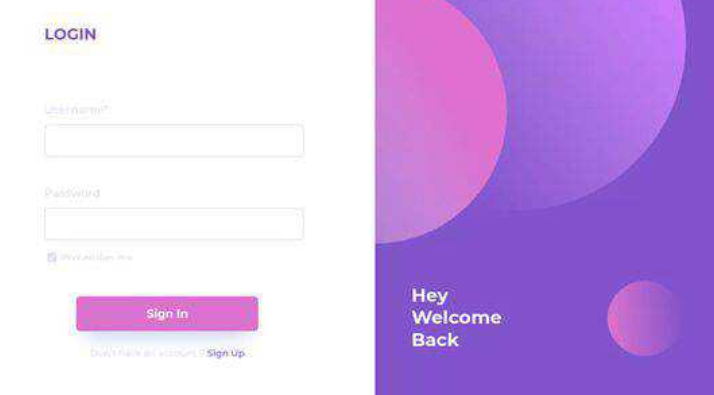 LOGIN
Username*
Password
Remember me
Sign In
Don't have an account ? Sign Up
Hey
Welcome
Back